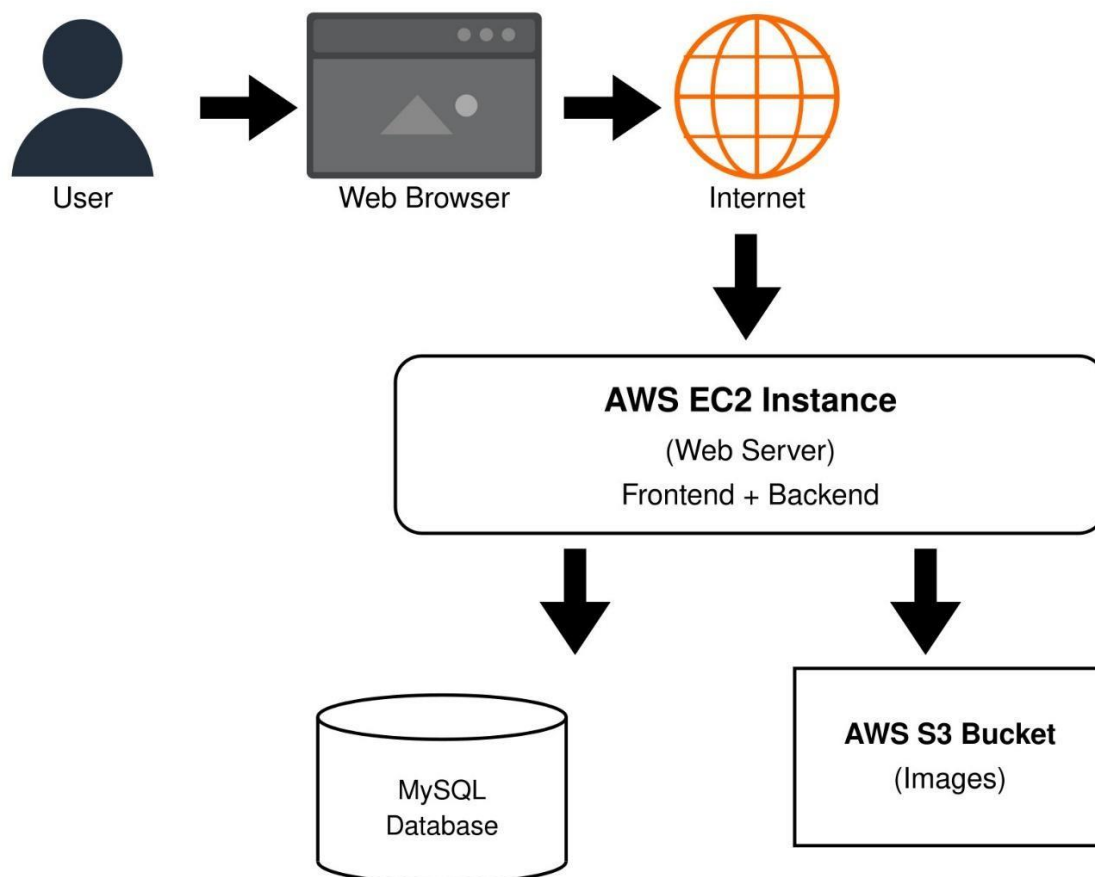 User
Web Browser
Internet
AWS EC2 Instance
(Web Server)
Frontend + Backend
MySQL
Database
AWS S3 Bucket
(Images)